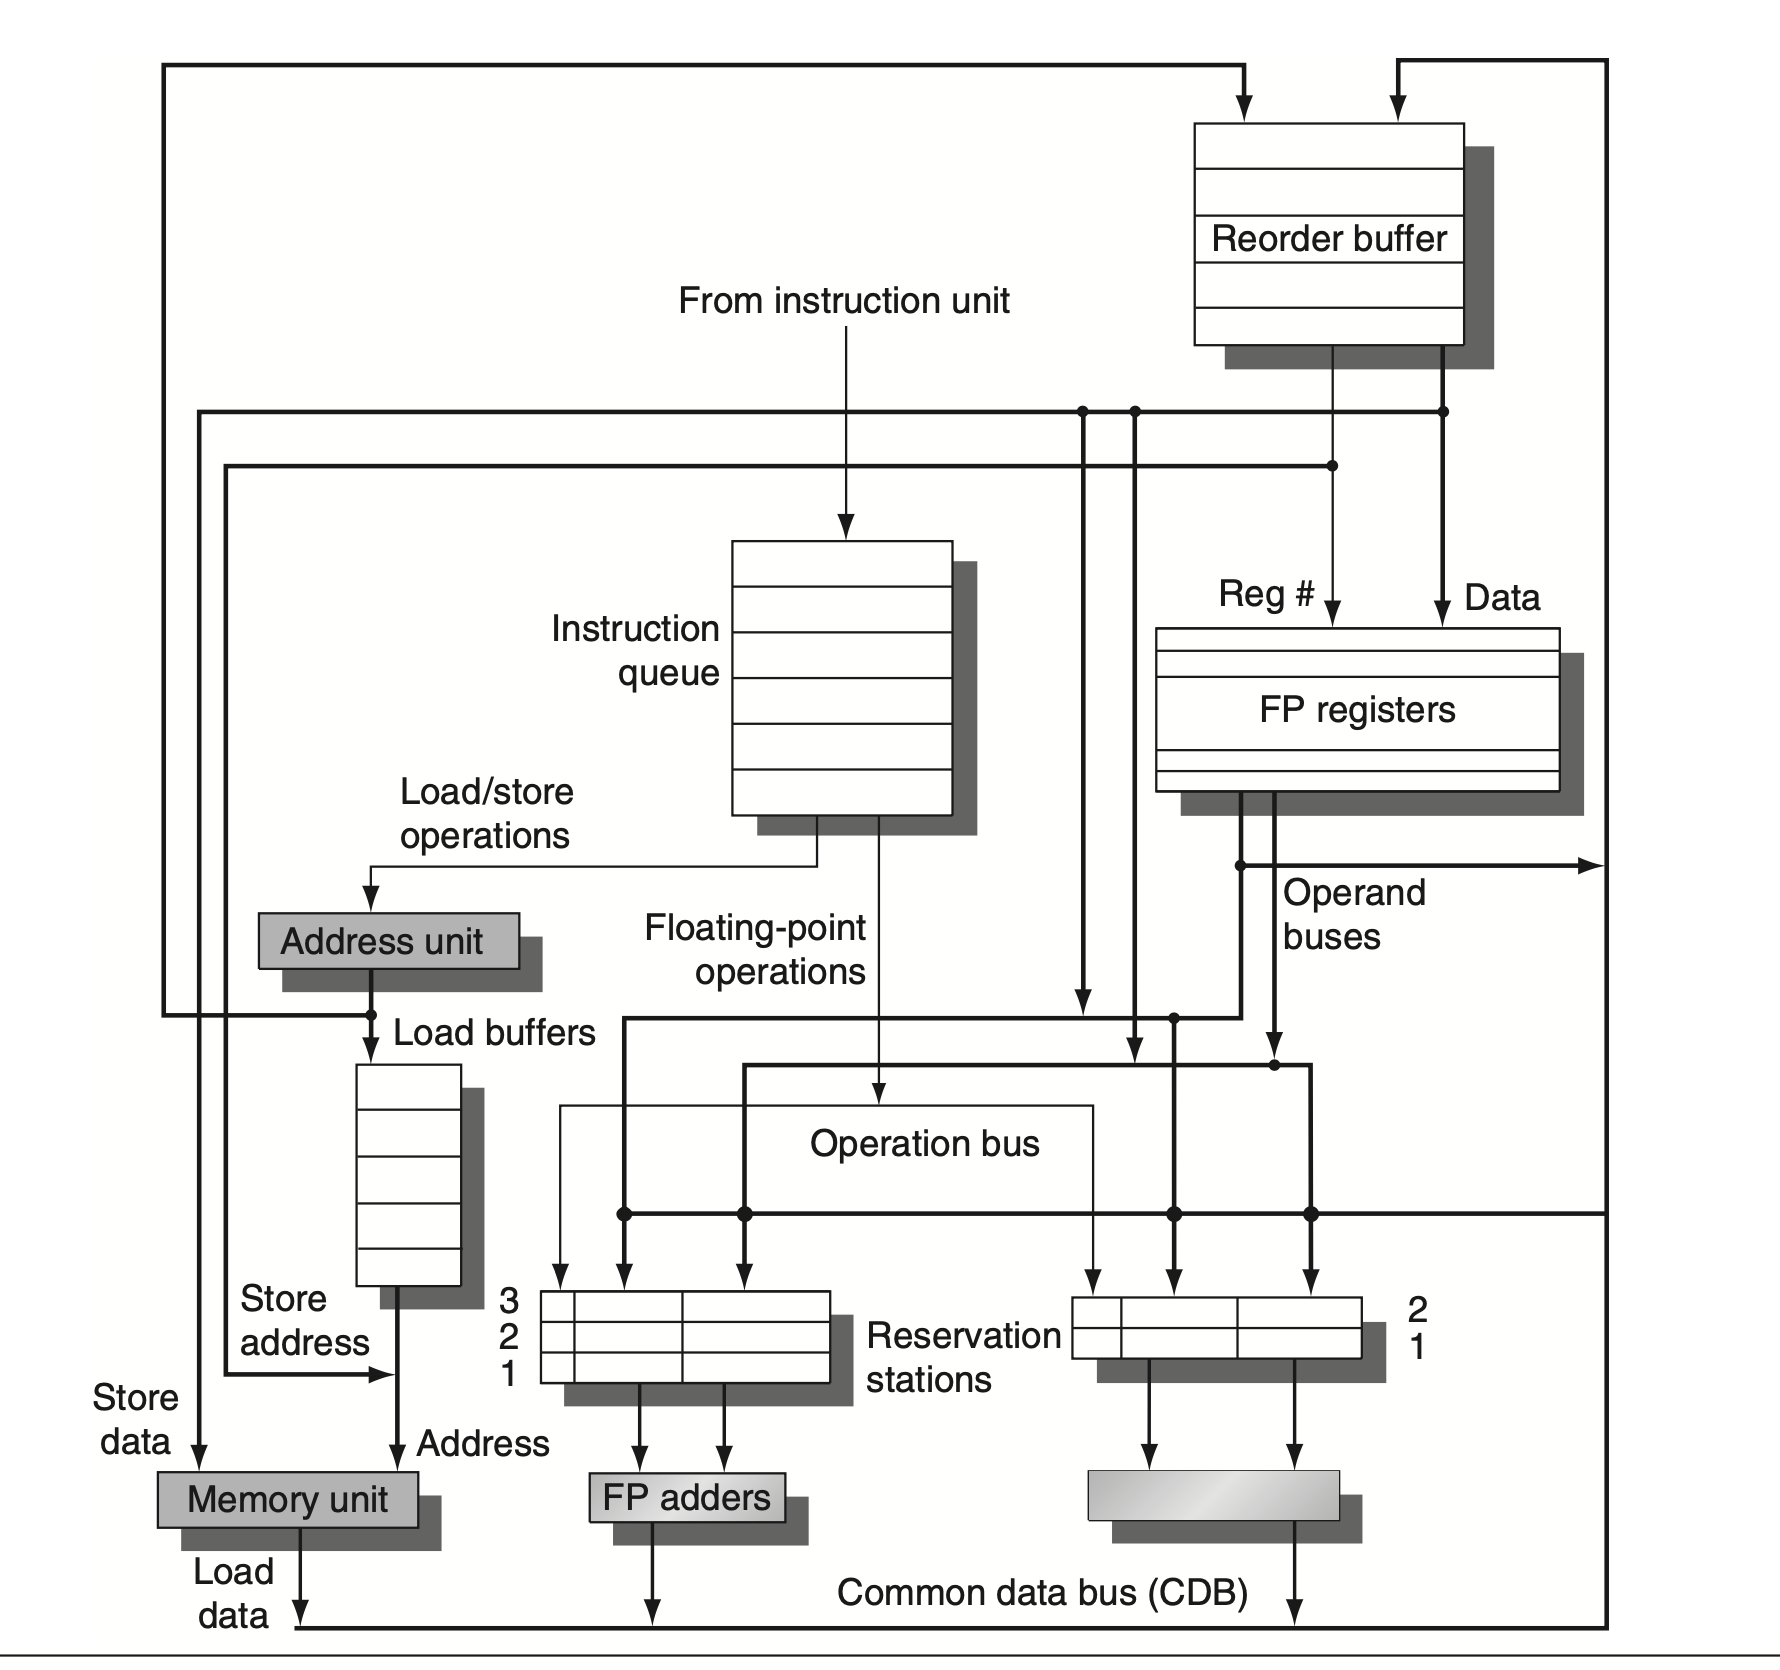 Reorder buffer
From instruction unit
Instruction
queue
Reg #
Data
FP registers
Load/store
operations
Address unit
Floating-point
operations
Operand
buses
Load buffers
Operation bus
Store
address
3
2
1
Reservation
stations
2
1
Store
data
Address
Memory unit
FP adders
Load
data
Common data bus (CDB)